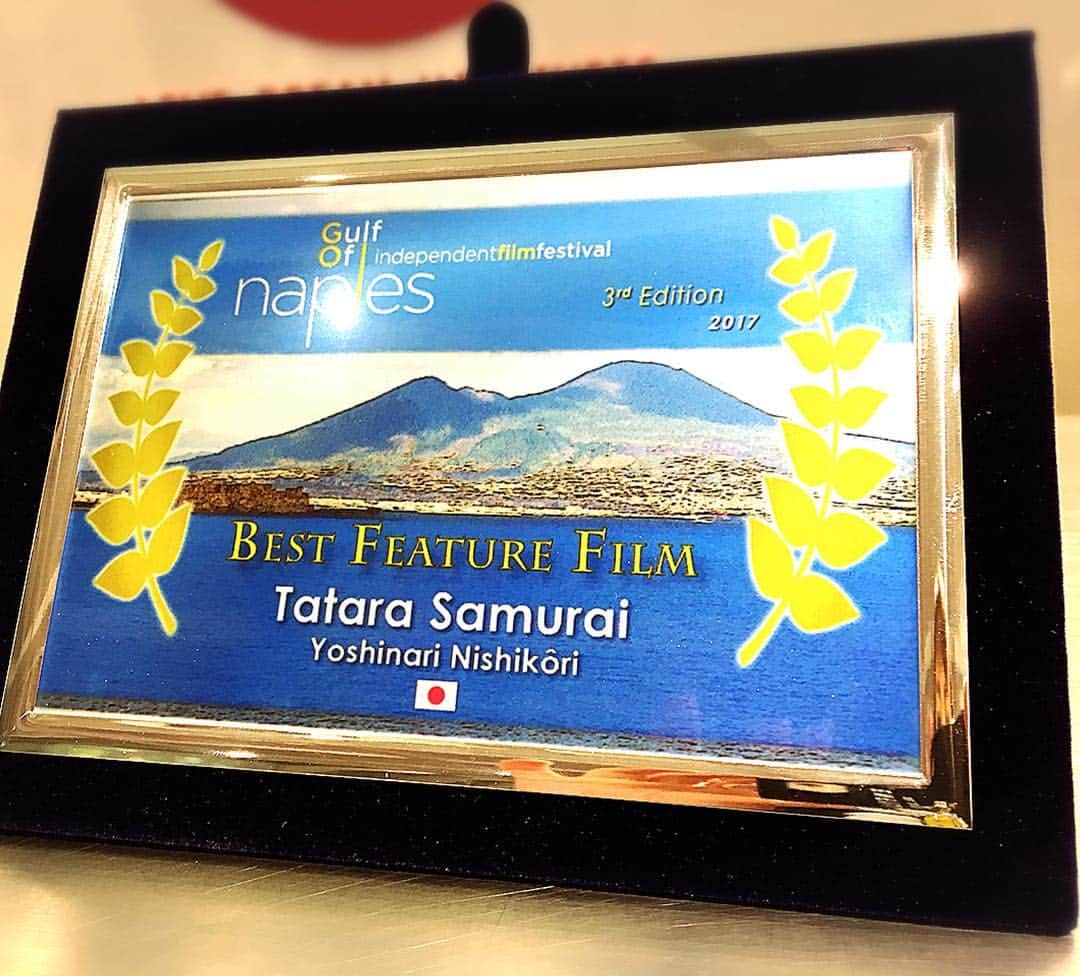 Gulf
Of independentfilmfestival
naples
3rd Edition
2017
BEST FEATURE FILM
Tatara Samurai
Yoshinari Nishikôri